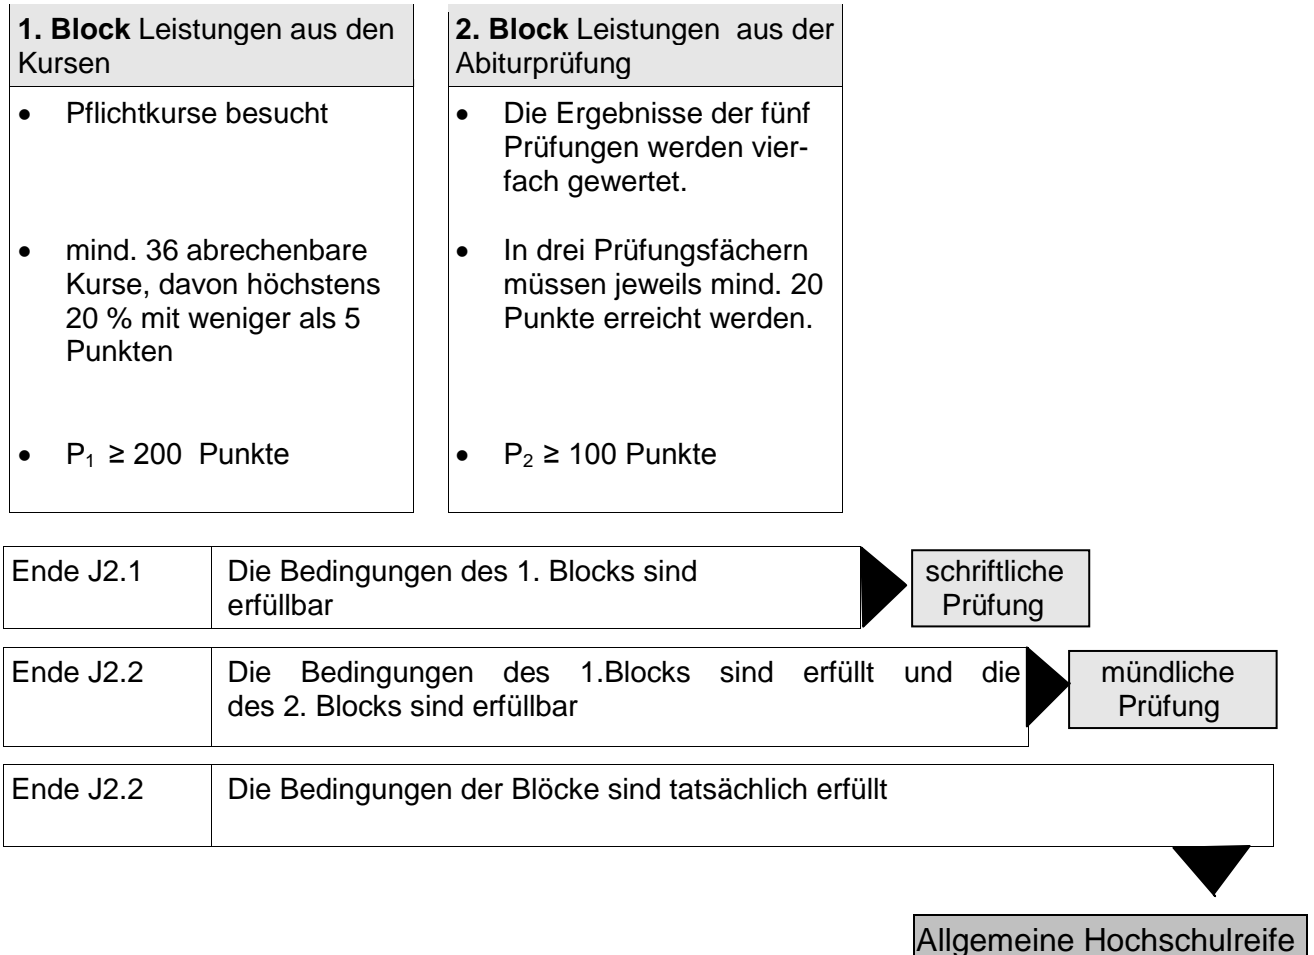 1. Block Leistungen aus den
Kursen
• Pflichtkurse besucht
• mind. 36 abrechenbare
Kurse, davon höchstens
20 % mit weniger als 5
Punkten
• P₁ ≥ 200 Punkte
2. Block Leistungen aus der
Abiturprüfung
• Die Ergebnisse der fünf
Prüfungen werden vier-
fach gewertet.
• In drei Prüfungsfächern
müssen jeweils mind. 20
Punkte erreicht werden.
• P₂ ≥ 100 Punkte
Ende J2.1
Die Bedingungen des 1. Blocks sind
erfüllbar
schriftliche
Prüfung
Ende J2.2
Die Bedingungen des 1.Blocks sind erfüllt und die
des 2. Blocks sind erfüllbar
mündliche
Prüfung
Ende J2.2
Die Bedingungen der Blöcke sind tatsächlich erfüllt
Allgemeine Hochschulreife